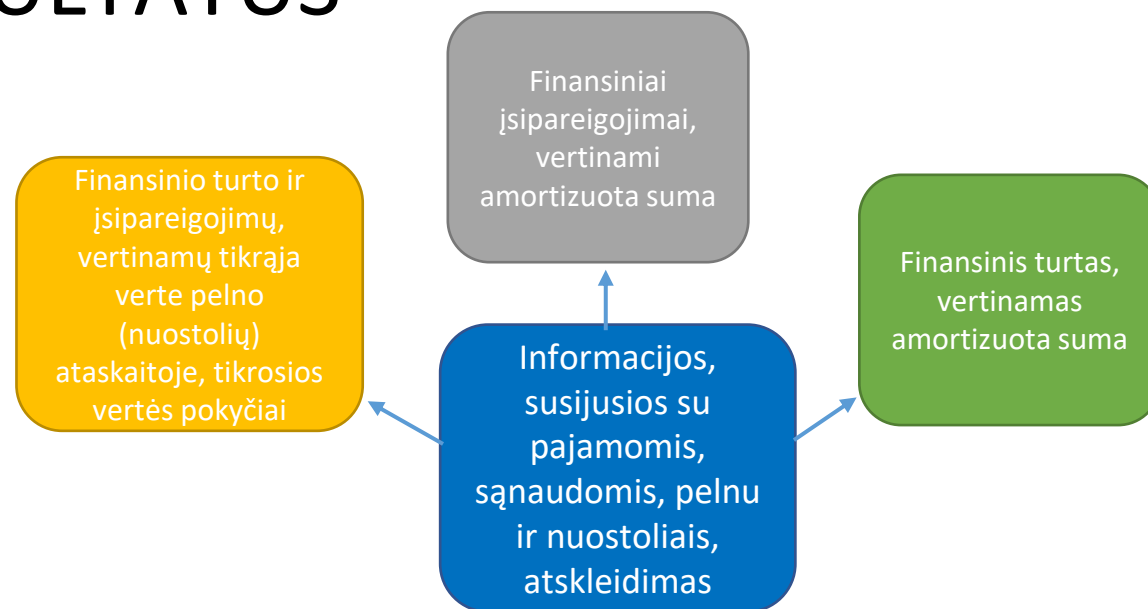 Finansiniai
įsipareigojimai,
vertinami
amortizuota suma
Finansinio turto ir
įsipareigojimų,
vertinamų tikrąja
verte pelno
(nuostolių)
ataskaitoje, tikrosios
vertės pokyčiai
Finansinis turtas,
vertinamas
amortizuota suma
Informacijos,
susijusios su
pajamomis,
sąnaudomis, pelnu
ir nuostoliais,
atskleidimas